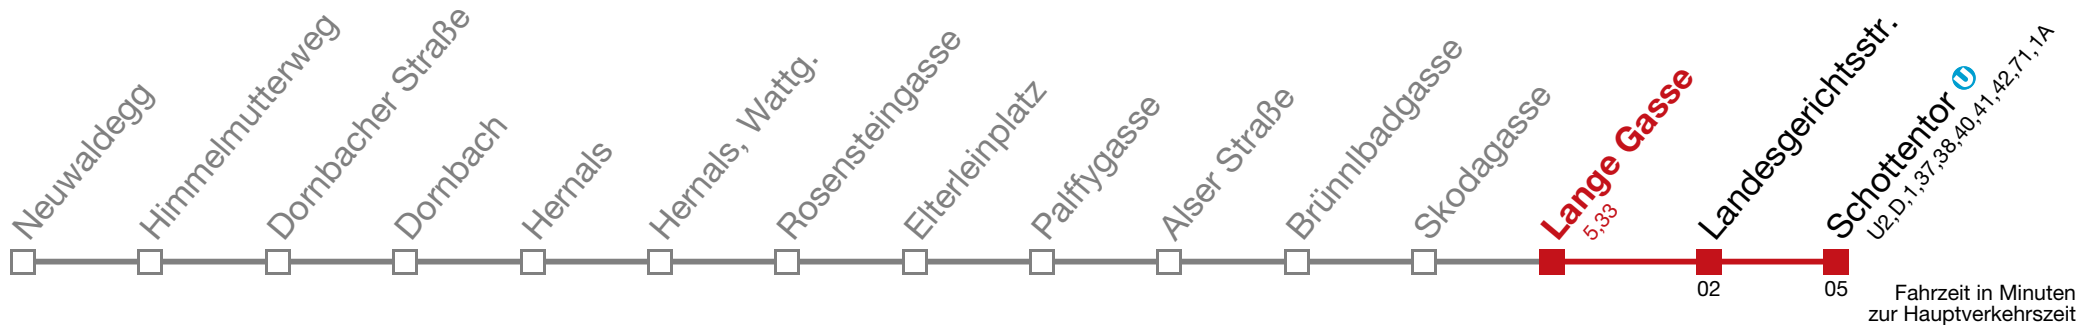 Neuwaldegg
Himmelmutterweg
Dornbacher Straße
Dornbach
Hernals
Hernals, Wattg.
Rosensteingasse
Elterleinplatz
Palffygasse
Alser Straße
Brünnlbadgasse
Skodagasse
Lange Gasse
5,33
Landesgerichtsstr.
Schottentor U
U2,D,1,37,38,40,41,42,71,1A
02
05
Fahrzeit in Minuten
zur Hauptverkehrszeit